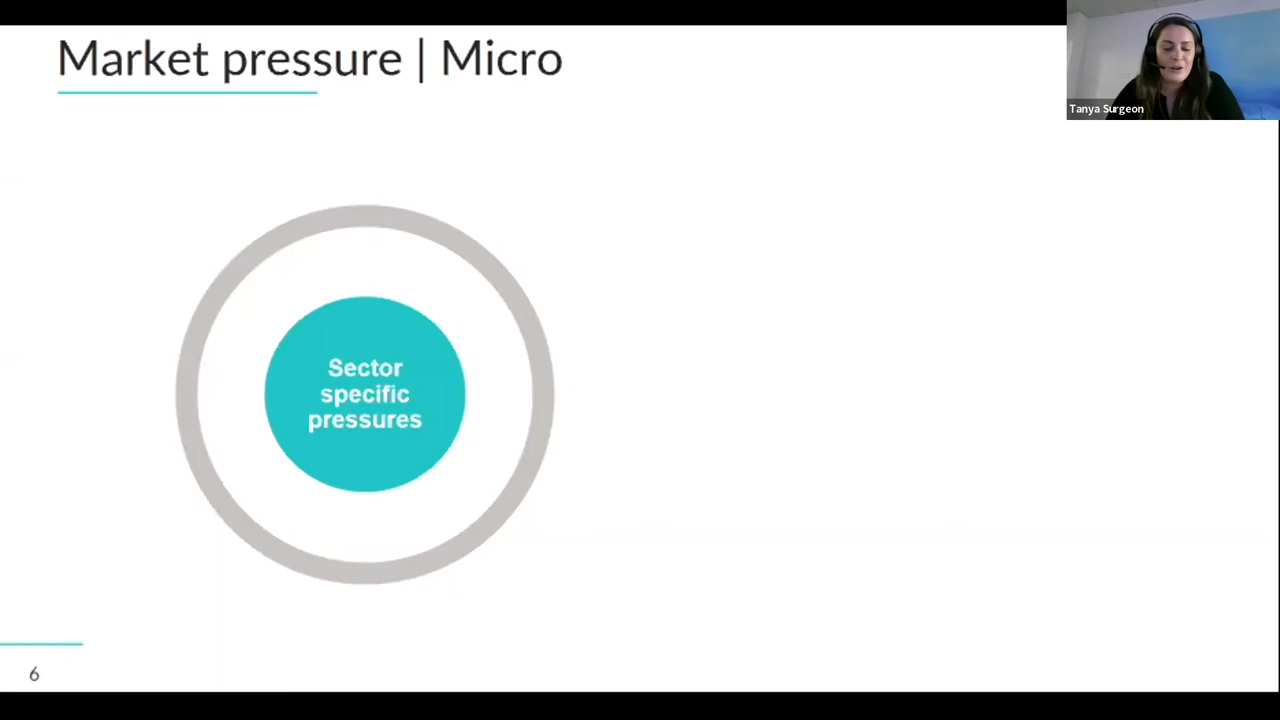 Market pressure | Micro
Tanya Surgeon
Sector
specific
pressures
6